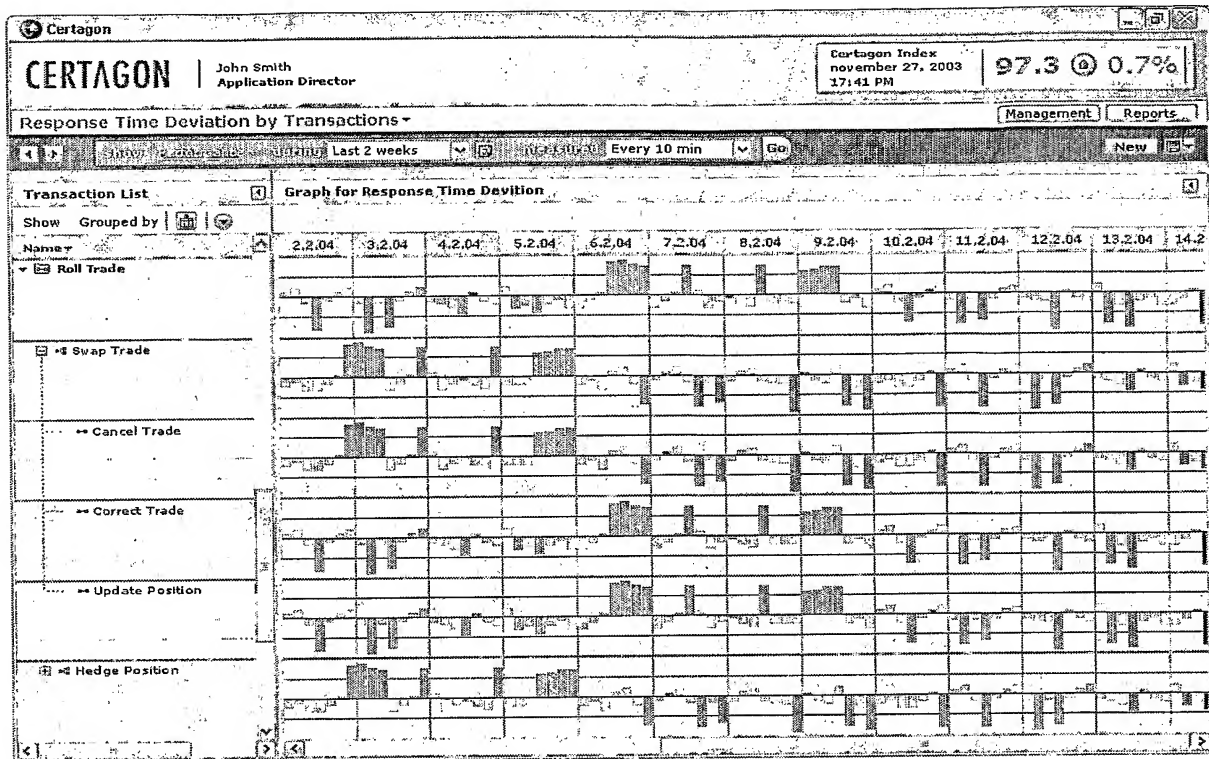 Certagon
CERTAGON
John Smith
Application Director
Certagon Index
november 27, 2003
17:41 PM
97.3 0.7%
Response Time Deviation by Transactions
Management Reports
Last 2 weeks Every 10 min Go New
Transaction List
Graph for Response Time Devition
Show Grouped by
Name
2.2.04 3.2.04 4.2.04 5.2.04 6.2.04 7.2.04 8.2.04 9.2.04 10.2.04 11.2.04 12.2.04 13.2.04 14.2
Roll Trade
Swap Trade
Cancel Trade
Correct Trade
Update Position
Hedge Position